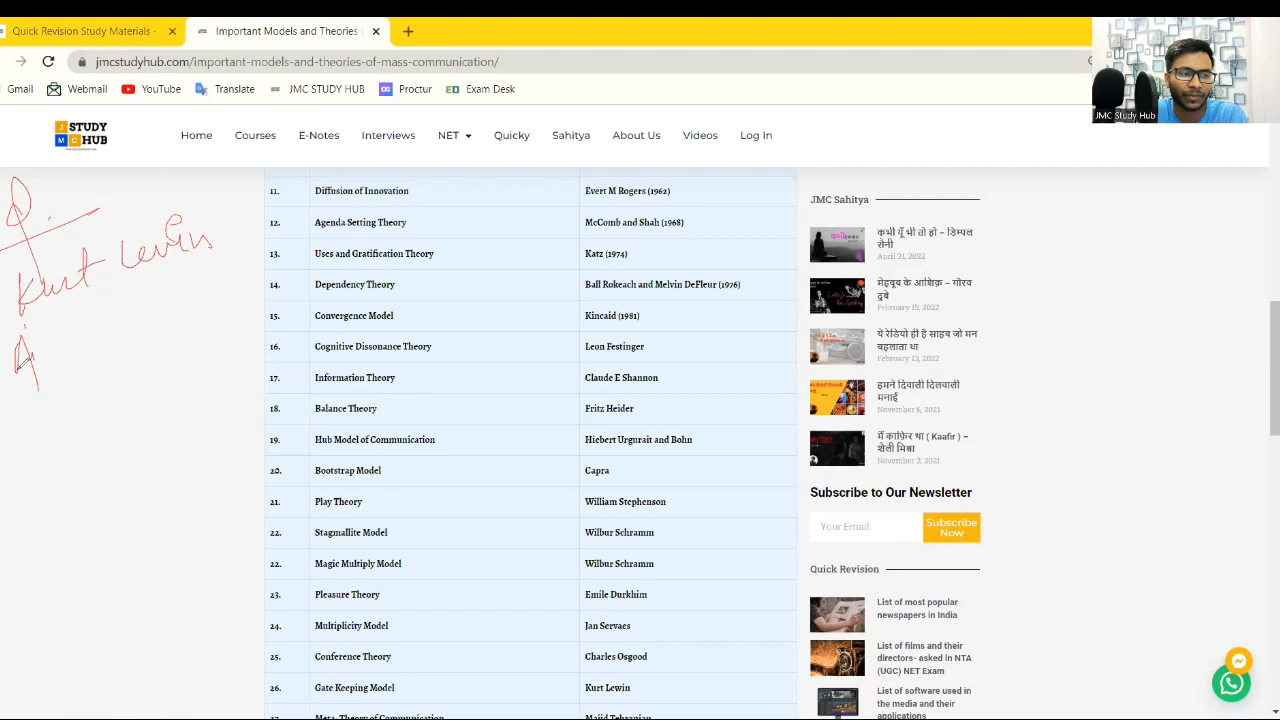 Quick Revision Study Materials -
Important Models and Theories o
jmcstudyhub.com/important-models-and-theories-of-mass-communication/
Gmail Webmail YouTube Translate JMC STUDY HUB Proctur Exam Desk
JMC Study Hub
J STUDY
M C HUB
Home Courses E-Notes Interviews NET Quicky Sahitya About Us Videos Log In
11. Diffusion of Innovation Evert M Rogers (1962)
12. Agenda Setting Theory McComb and Shah (1968)
13. Uses and Gratification Theory Katz (1974)
14. Dependency Theory Ball Rokeach and Melvin DeFleur (1976)
15. Convergence Model Kincaid (1981)
Cognitive Dissonance Theory Leon Festinger
17. Information Theory Claude E Shannon
18. Balance Theory Fritz Heider
19. Hub Model of Communication Hiebert Urgurait and Bohn
20. Bootstrap Model Capra
21. Play Theory William Stephenson
22. Stagmallite Model Wilbur Schramm
22. Magic Multiply Model Wilbur Schramm
23. Pleasure Theory Emile Durkhim
24. Multiplicity Model Jan Servaes
25. Conference Theory Charles Osgood
26. Gate Keeping Model Kurt Lewin
27. Meta-Theory of Communication Majid Tehranian
Kurt Lewin
JMC Sahitya
कभी यूँ भी तो हो – डिम्पल
सैनी
April 21, 2022
मेहबूब के आशिक़ – गौरव
दुबे
February 15, 2022
ये रेडियो ही है साहब जो मन
बहलाता था
February 13, 2022
हमने दिवाली दिलवाली
मनाई
November 6, 2021
में काफ़िर था ( Kaafir ) –
शैली मिश्रा
November 2, 2021
Subscribe to Our Newsletter
Your Email:
Subscribe
Now
Quick Revision
List of most popular
newspapers in India
List of films and their
directors- asked in NTA
(UGC) NET Exam
List of software used in
the media and their
applications